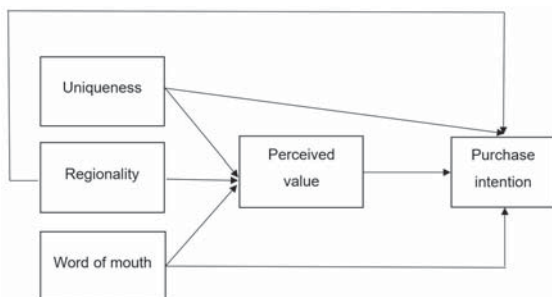 Uniqueness
Regionality
Word of mouth
Perceived
value
Purchase
intention